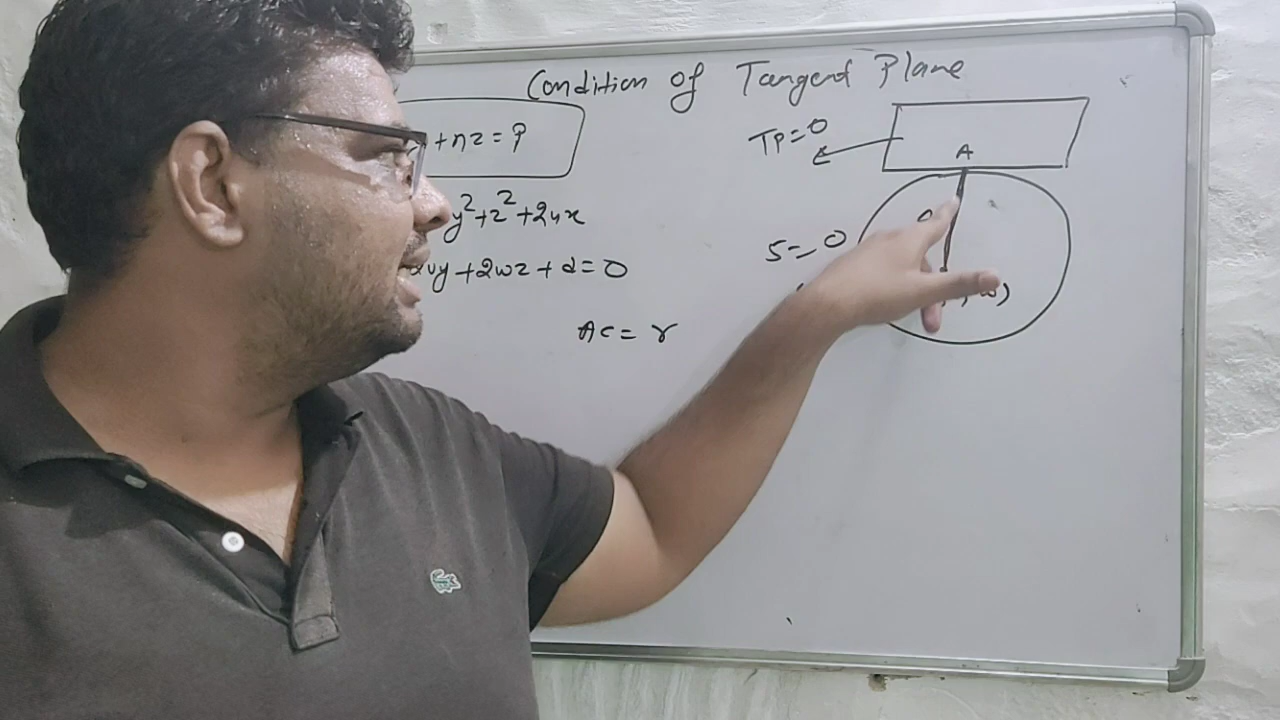 Condition of Tangent Plane
+nz=P
y²+z²+2ux
2vy+2wz+d=0
AC=r
TP=0
A
S=0
, w)